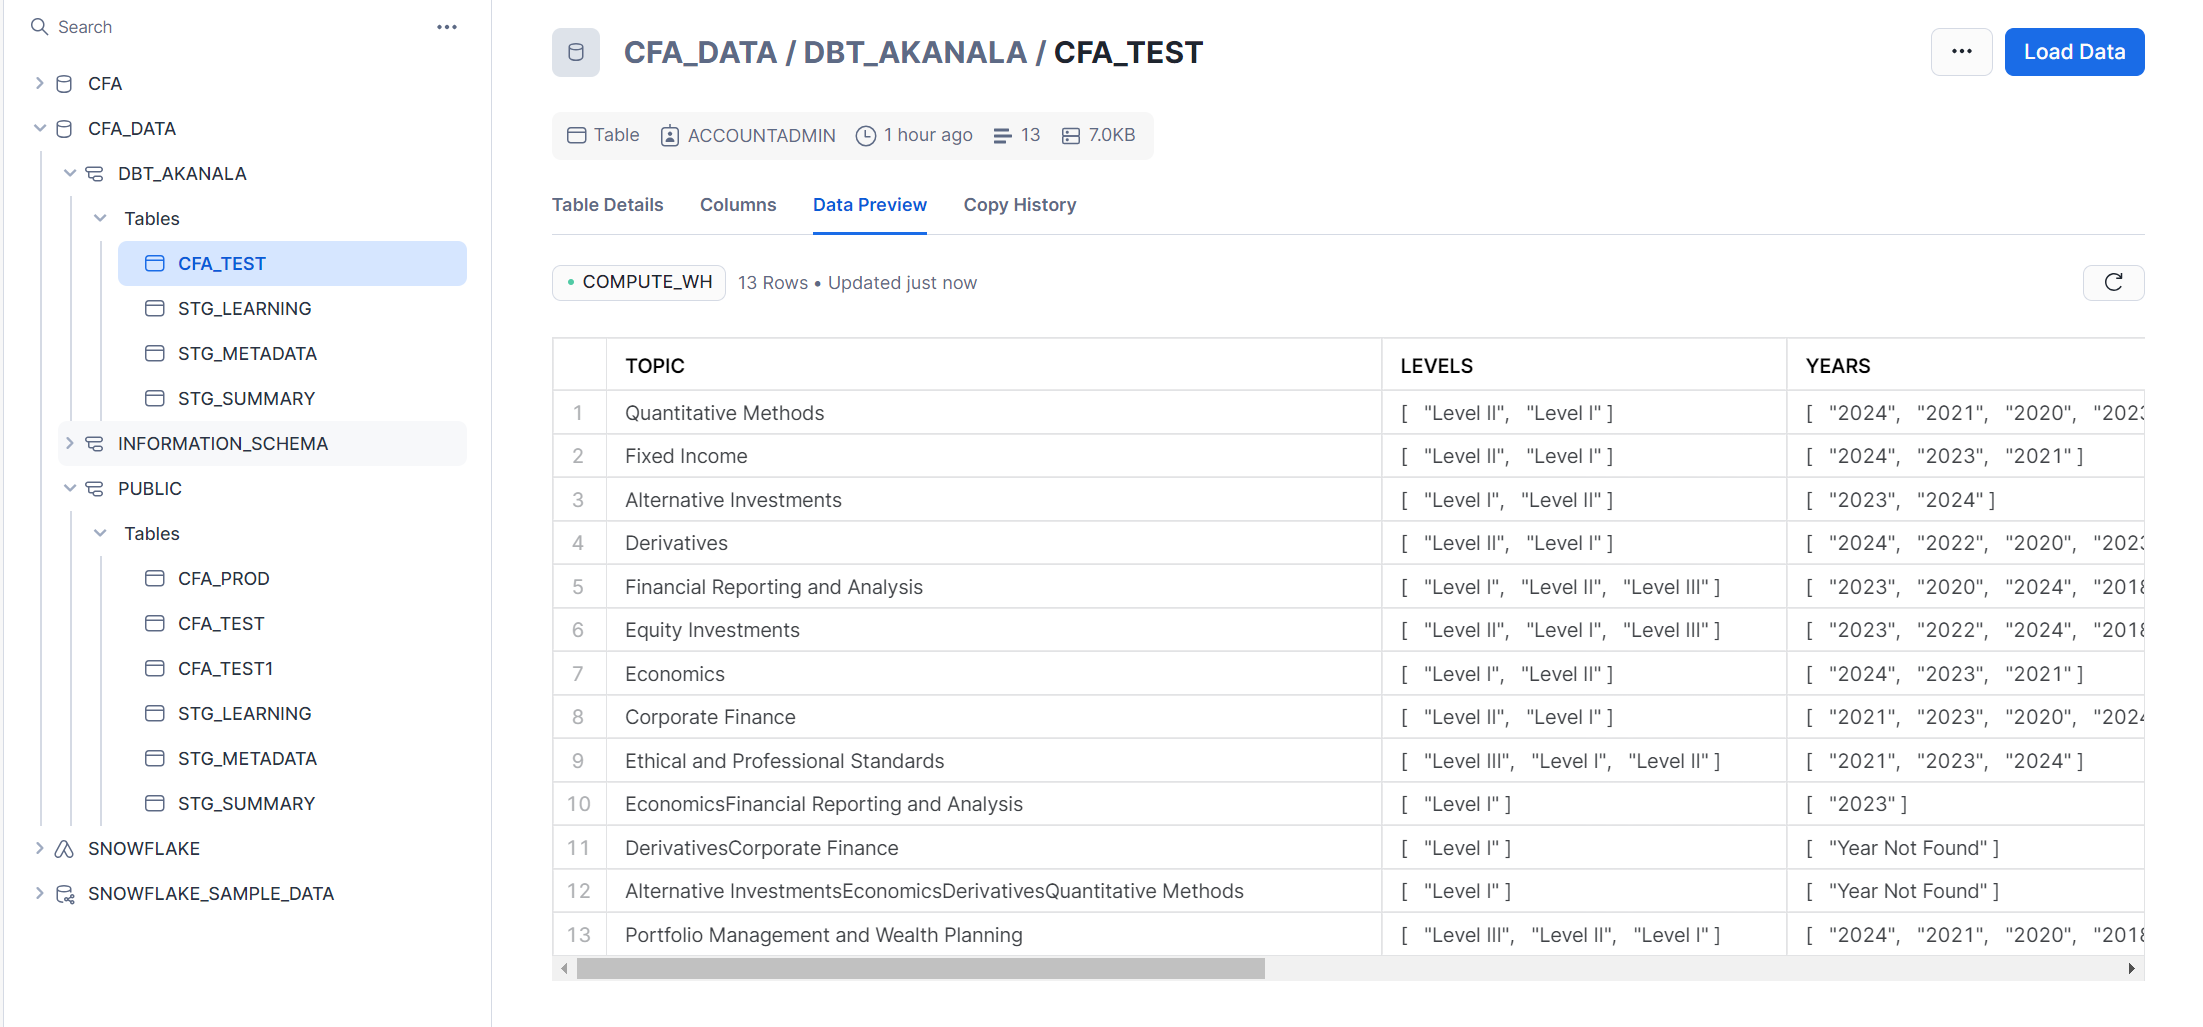 Search
CFA
CFA_DATA
DBT_AKANALA
Tables
CFA_TEST
STG_LEARNING
STG_METADATA
STG_SUMMARY
INFORMATION_SCHEMA
PUBLIC
Tables
CFA_PROD
CFA_TEST
CFA_TEST1
STG_LEARNING
STG_METADATA
STG_SUMMARY
SNOWFLAKE
SNOWFLAKE_SAMPLE_DATA
CFA_DATA / DBT_AKANALA / CFA_TEST
Load Data
Table ACCOUNTADMIN 1 hour ago 13 7.0KB
Table Details Columns Data Preview Copy History
COMPUTE_WH 13 Rows • Updated just now
TOPIC LEVELS YEARS
1 Quantitative Methods [ "Level II", "Level I" ] [ "2024", "2021", "2020", "2023
2 Fixed Income [ "Level II", "Level I" ] [ "2024", "2023", "2021" ]
3 Alternative Investments [ "Level I", "Level II" ] [ "2023", "2024" ]
4 Derivatives [ "Level II", "Level I" ] [ "2024", "2022", "2020", "2023
5 Financial Reporting and Analysis [ "Level I", "Level II", "Level III" ] [ "2023", "2020", "2024", "2018
6 Equity Investments [ "Level II", "Level I", "Level III" ] [ "2023", "2022", "2024", "2018
7 Economics [ "Level I", "Level II" ] [ "2024", "2023", "2021" ]
8 Corporate Finance [ "Level II", "Level I" ] [ "2021", "2023", "2020", "2024
9 Ethical and Professional Standards [ "Level III", "Level I", "Level II" ] [ "2021", "2023", "2024" ]
10 EconomicsFinancial Reporting and Analysis [ "Level I" ] [ "2023" ]
11 DerivativesCorporate Finance [ "Level I" ] [ "Year Not Found" ]
12 Alternative InvestmentsEconomicsDerivativesQuantitative Methods [ "Level I" ] [ "Year Not Found" ]
13 Portfolio Management and Wealth Planning [ "Level III", "Level II", "Level I" ] [ "2024", "2021", "2020", "2018